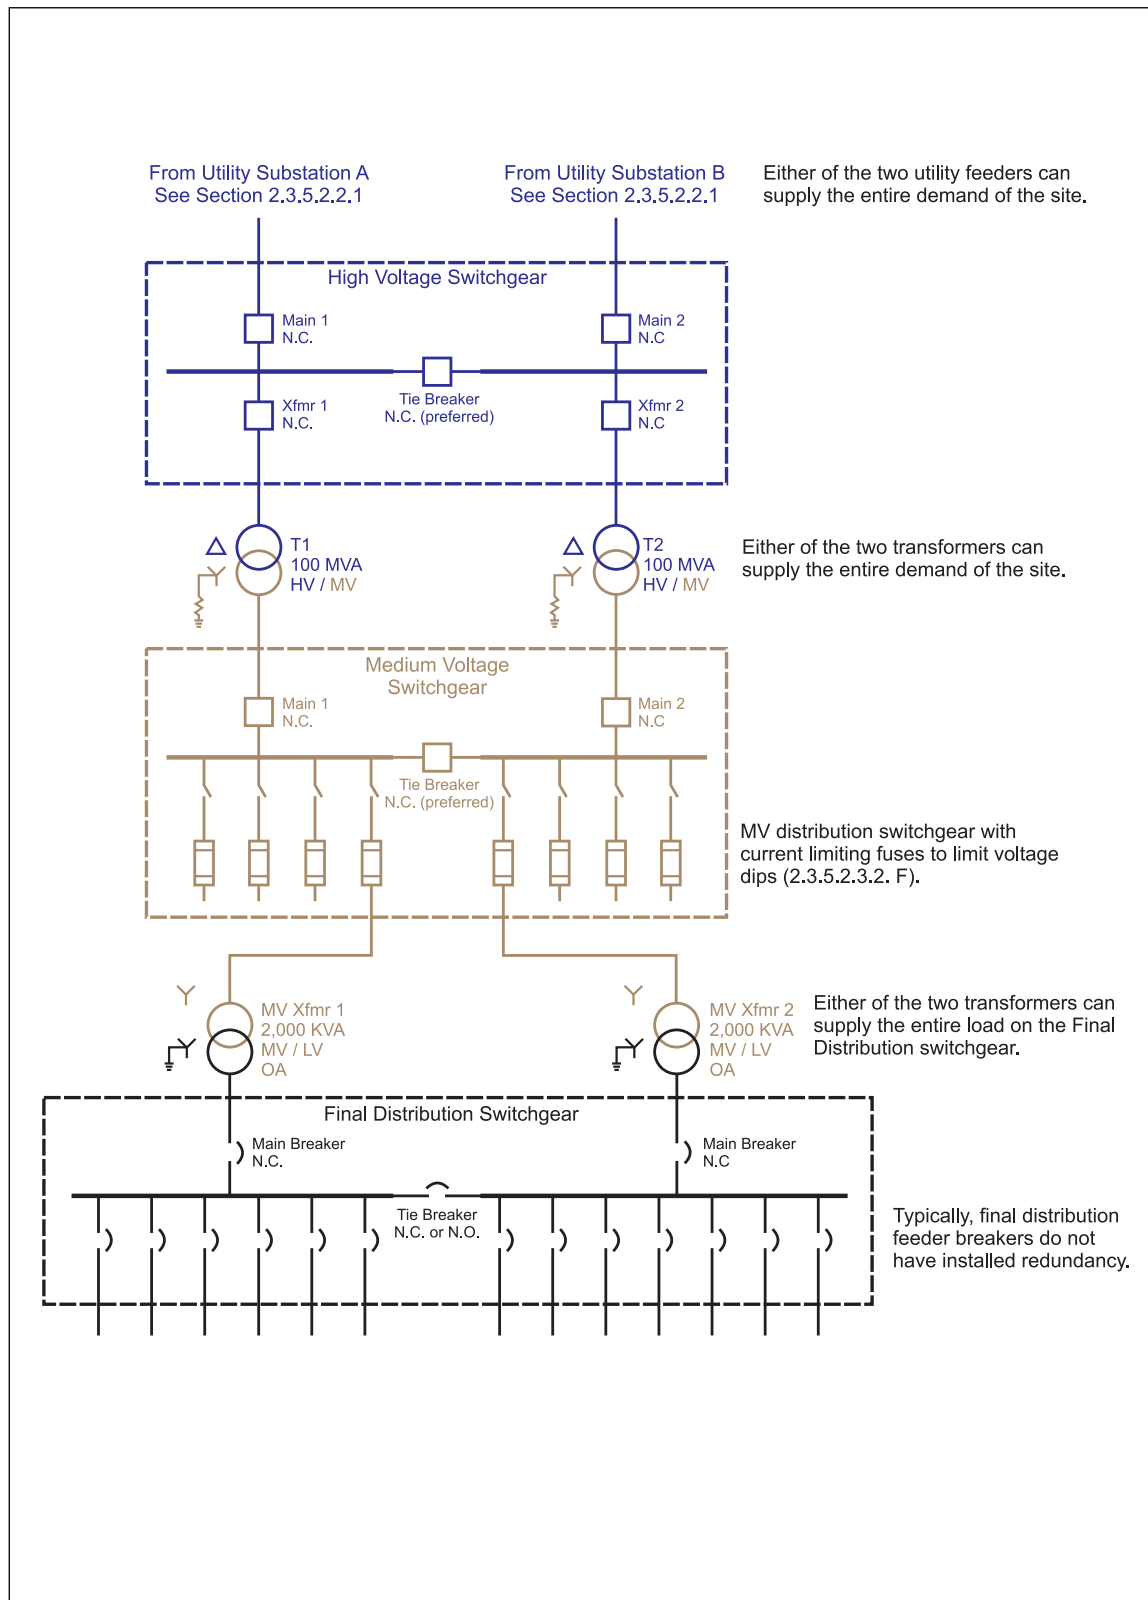 From Utility Substation A
See Section 2.3.5.2.2.1
From Utility Substation B
See Section 2.3.5.2.2.1
Either of the two utility feeders can
supply the entire demand of the site.
High Voltage Switchgear
Main 1
N.C.
Main 2
N.C
Tie Breaker
N.C. (preferred)
Xfmr 1
N.C.
Xfmr 2
N.C
T1
100 MVA
HV / MV
T2
100 MVA
HV / MV
Either of the two transformers can
supply the entire demand of the site.
Medium Voltage
Switchgear
Main 1
N.C.
Main 2
N.C
Tie Breaker
N.C. (preferred)
MV distribution switchgear with
current limiting fuses to limit voltage
dips (2.3.5.2.3.2. F).
MV Xfmr 1
2,000 KVA
MV / LV
OA
MV Xfmr 2
2,000 KVA
MV / LV
OA
Either of the two transformers can
supply the entire load on the Final
Distribution switchgear.
Final Distribution Switchgear
Main Breaker
N.C.
Main Breaker
N.C
Tie Breaker
N.C. or N.O.
Typically, final distribution
feeder breakers do not
have installed redundancy.